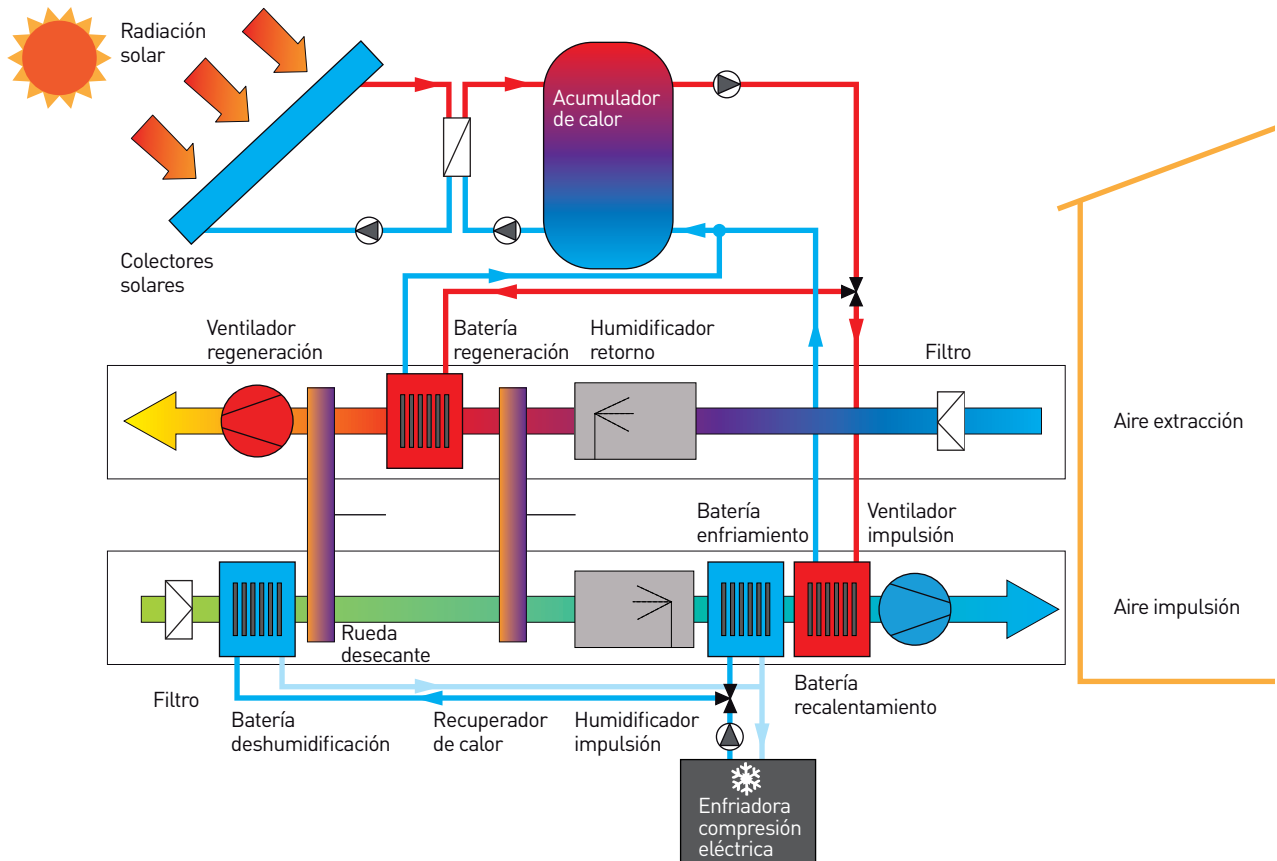 Radiación
solar
Acumulador
de calor
Colectores
solares
Ventilador
regeneración
Batería
regeneración
Humidificador
retorno
Filtro
Aire extracción
Batería
enfriamiento
Ventilador
impulsión
Aire impulsión
Rueda
desecante
Filtro
Batería
deshumidificación
Recuperador
de calor
Humidificador
impulsión
Batería
recalentamiento
Enfriadora
compresión
eléctrica